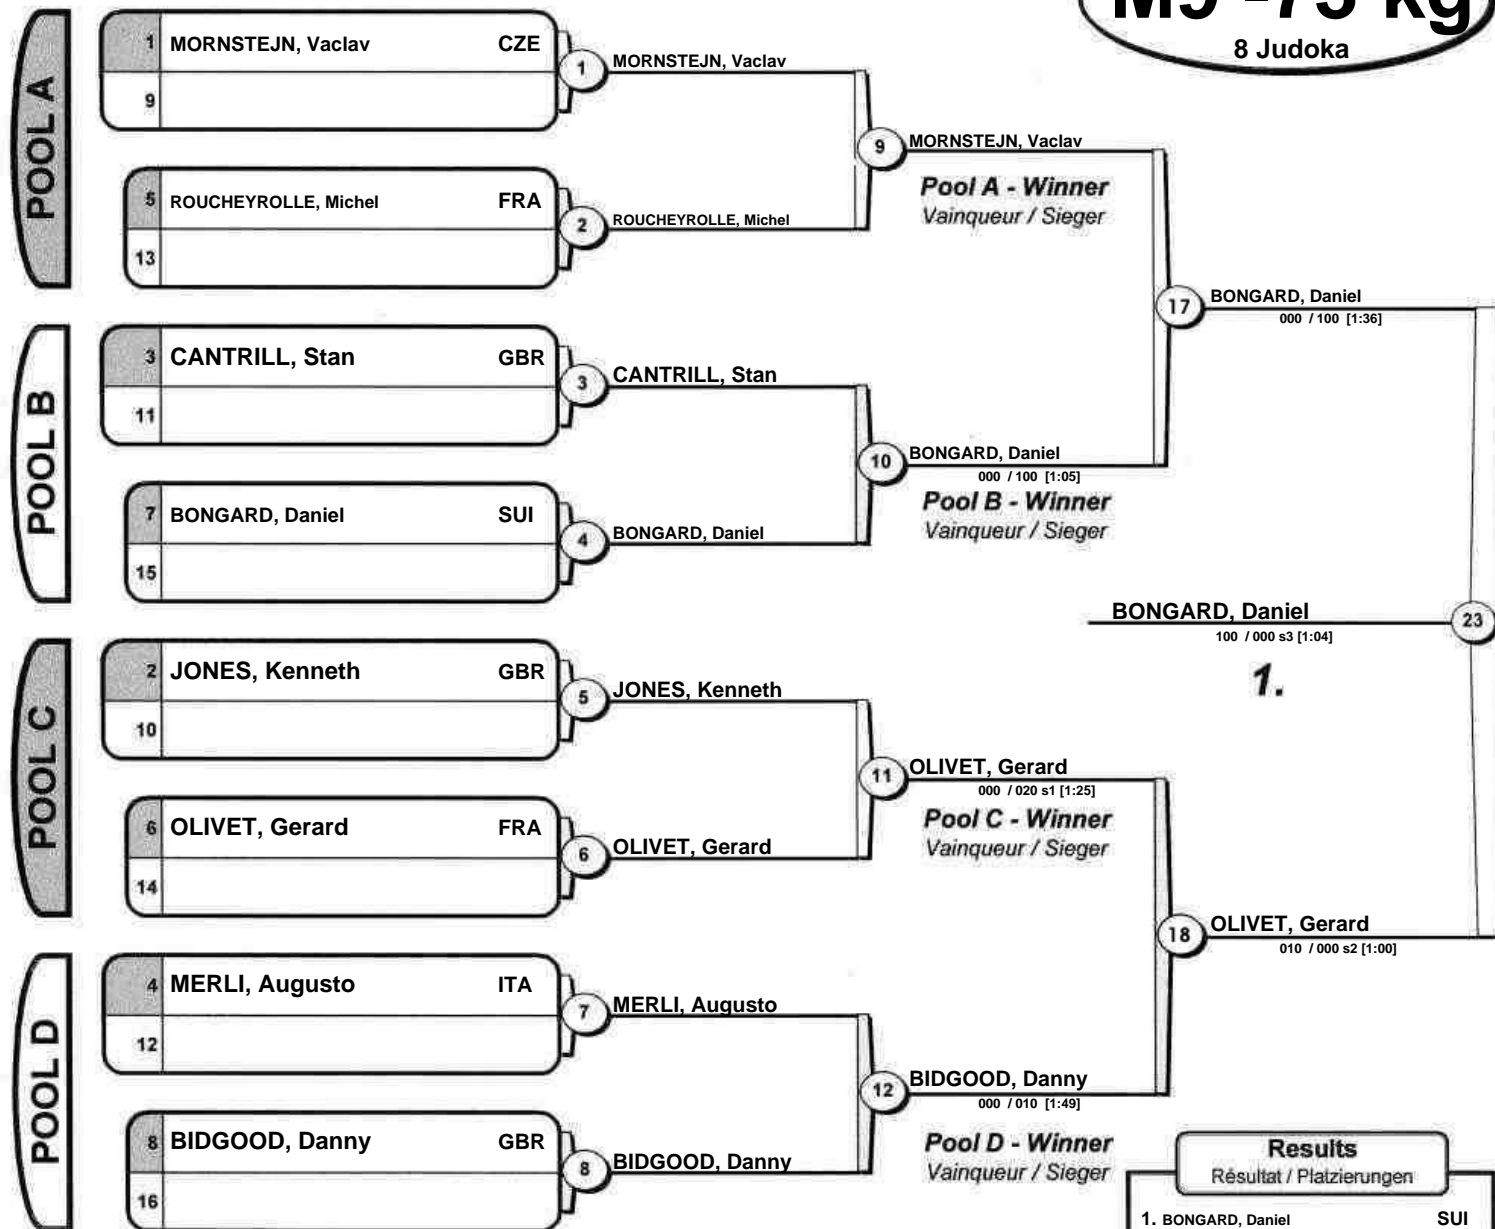 M9 -73 kg
8 Judoka
POOL A
1 MORNSTEJN, Vaclav CZE
9
1 MORNSTEJN, Vaclav
5 ROUCHEYROLLE, Michel FRA
13
2 ROUCHEYROLLE, Michel
9 MORNSTEJN, Vaclav
Pool A - Winner
Vainqueur / Sieger
POOL B
3 CANTRILL, Stan GBR
11
3 CANTRILL, Stan
7 BONGARD, Daniel SUI
15
4 BONGARD, Daniel
10 BONGARD, Daniel
000 / 100 [1:05]
Pool B - Winner
Vainqueur / Sieger
17 BONGARD, Daniel
000 / 100 [1:36]
BONGARD, Daniel 23
100 / 000 s3 [1:04]
1.
POOL C
2 JONES, Kenneth GBR
10
5 JONES, Kenneth
6 OLIVET, Gerard FRA
14
6 OLIVET, Gerard
11 OLIVET, Gerard
000 / 020 s1 [1:25]
Pool C - Winner
Vainqueur / Sieger
18 OLIVET, Gerard
010 / 000 s2 [1:00]
POOL D
4 MERLI, Augusto ITA
12
7 MERLI, Augusto
8 BIDGOOD, Danny GBR
16
8 BIDGOOD, Danny
12 BIDGOOD, Danny
000 / 010 [1:49]
Pool D - Winner
Vainqueur / Sieger
Results
Résultat / Platzierungen
1. BONGARD, Daniel SUI